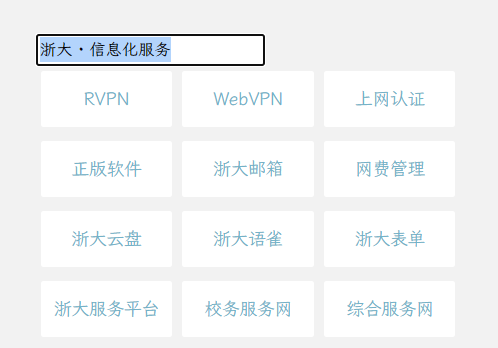 浙大·信息化服务
RVPN WebVPN 上网认证
正版软件 浙大邮箱 网费管理
浙大云盘 浙大语雀 浙大表单
浙大服务平台 校务服务网 综合服务网